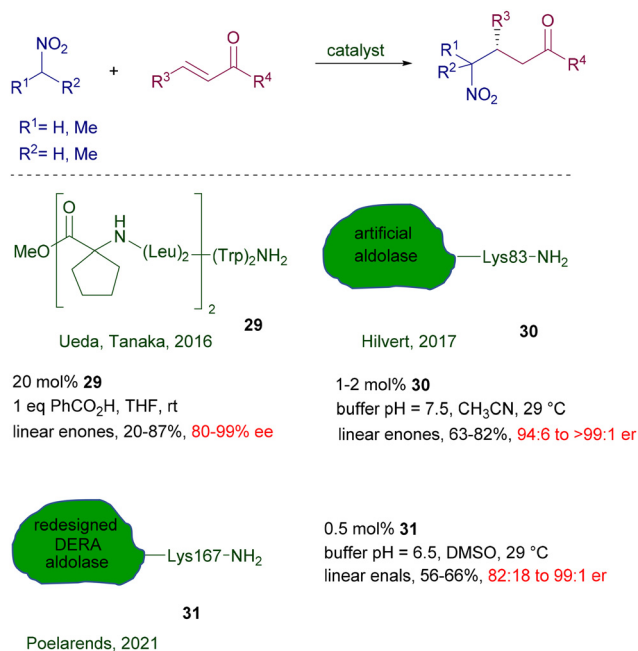 NO₂
R¹ R²
+
R³ O R⁴
catalyst
R³ O
R¹
R² R⁴
NO₂
R¹= H, Me
R²= H, Me
O H
MeO N (Leu)₂ (Trp)₂NH₂
2
29
Ueda, Tanaka, 2016
20 mol% 29
1 eq PhCO₂H, THF, rt
linear enones, 20-87%, 80-99% ee
artificial
aldolase
Lys83-NH₂
30
Hilvert, 2017
1-2 mol% 30
buffer pH = 7.5, CH₃CN, 29 °C
linear enones, 63-82%, 94:6 to >99:1 er
redesigned
DERA
aldolase
Lys167-NH₂
31
Poelarends, 2021
0.5 mol% 31
buffer pH = 6.5, DMSO, 29 °C
linear enals, 56-66%, 82:18 to 99:1 er